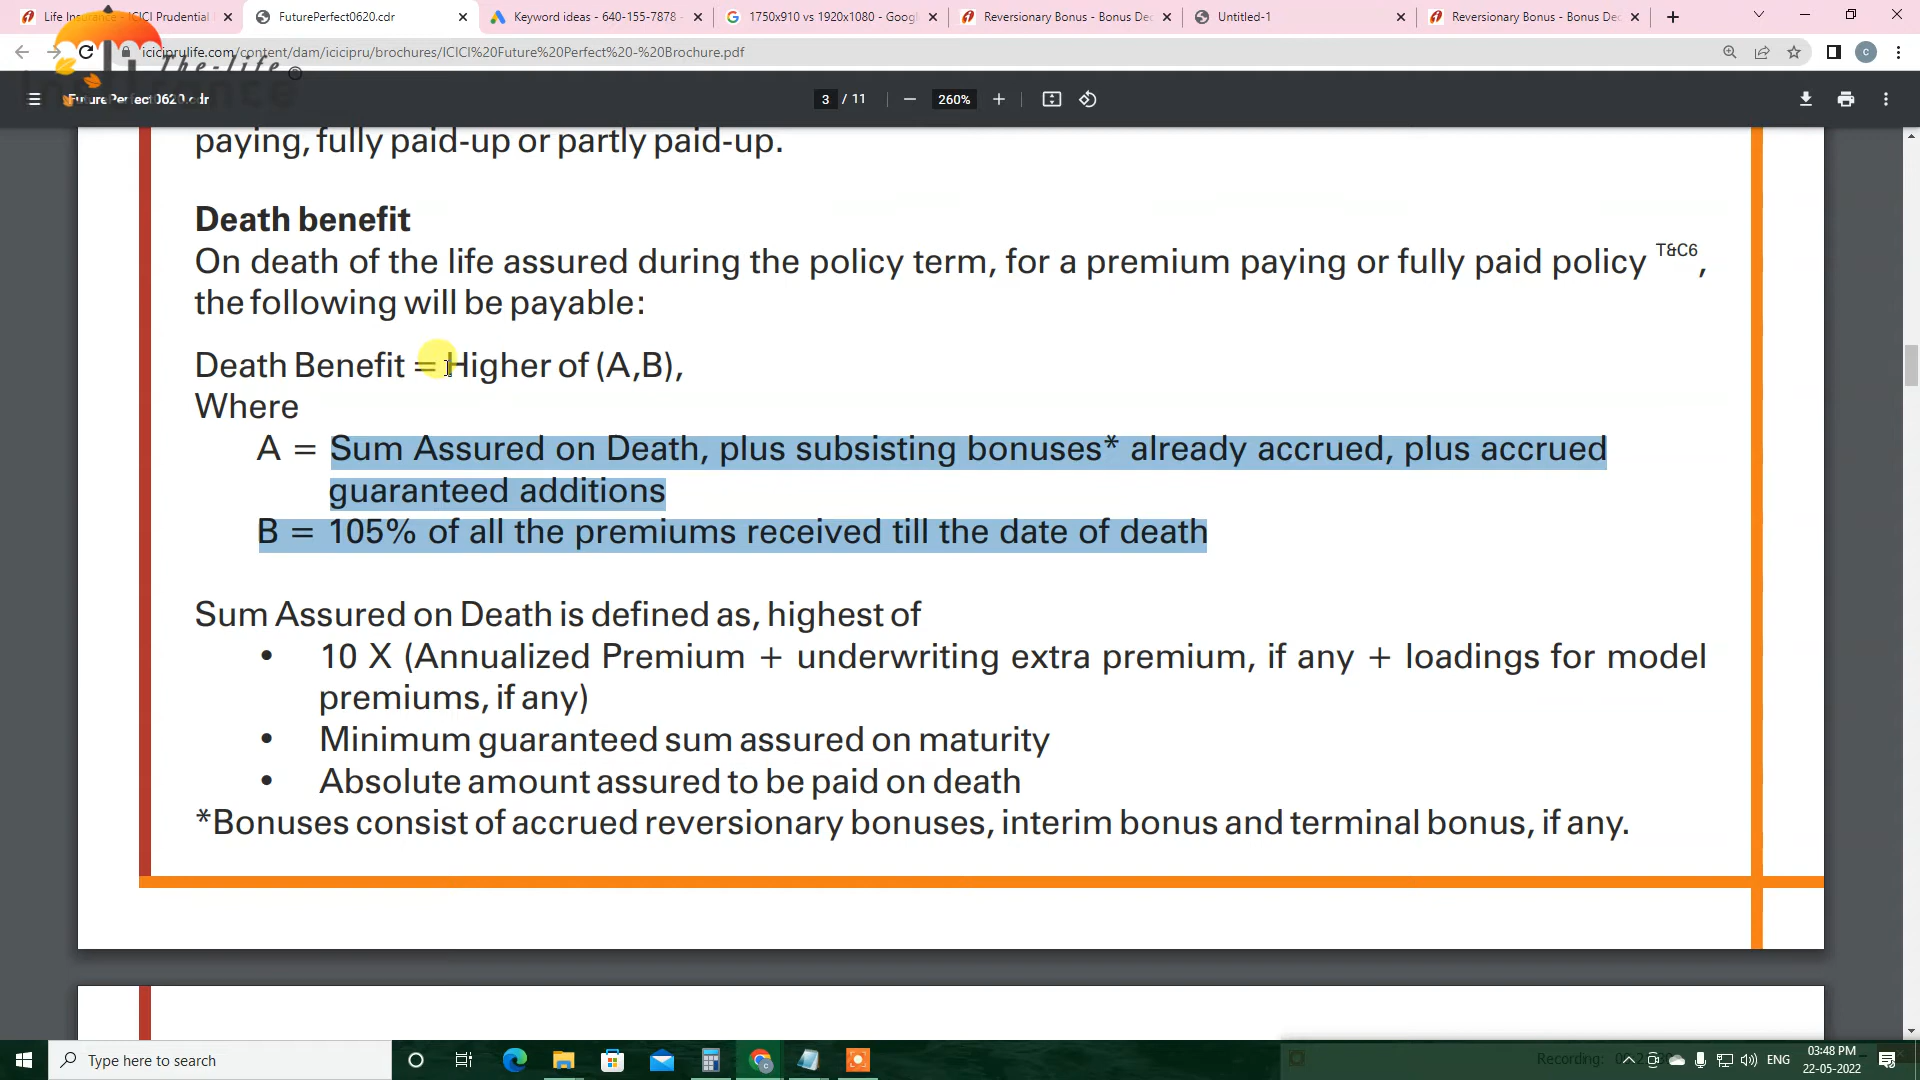 Life Insurance - ICICI Prudential
FuturePerfect0620.cdr
Keyword ideas - 640-155-7878 -
1750x910 vs 1920x1080 - Goog
Reversionary Bonus - Bonus Dec
Untitled-1
Reversionary Bonus - Bonus Dec
iciciprulife.com/content/dam/icicipru/brochures/ICICI%20Future%20Perfect%20-%20Brochure.pdf
The-life
Insurance
FuturePerfect0620.cdr
3 / 11
260%
paying, fully paid-up or partly paid-up.
Death benefit
On death of the life assured during the policy term, for a premium paying or fully paid policy T&C6,
the following will be payable:
Death Benefit = Higher of (A,B),
Where
A = Sum Assured on Death, plus subsisting bonuses* already accrued, plus accrued
guaranteed additions
B = 105% of all the premiums received till the date of death
Sum Assured on Death is defined as, highest of
• 10 X (Annualized Premium + underwriting extra premium, if any + loadings for model
premiums, if any)
• Minimum guaranteed sum assured on maturity
• Absolute amount assured to be paid on death
*Bonuses consist of accrued reversionary bonuses, interim bonus and terminal bonus, if any.
Type here to search
Recording:
ENG
03:48 PM
22-05-2022